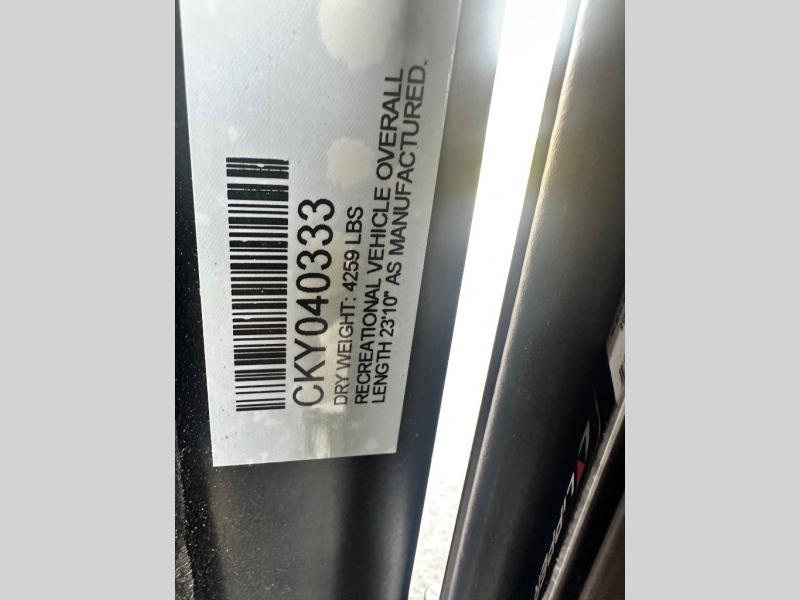 CKY040333
DRY WEIGHT: 4259 LBS
RECREATIONAL VEHICLE OVERALL
LENGTH 23'10" AS MANUFACTURED.